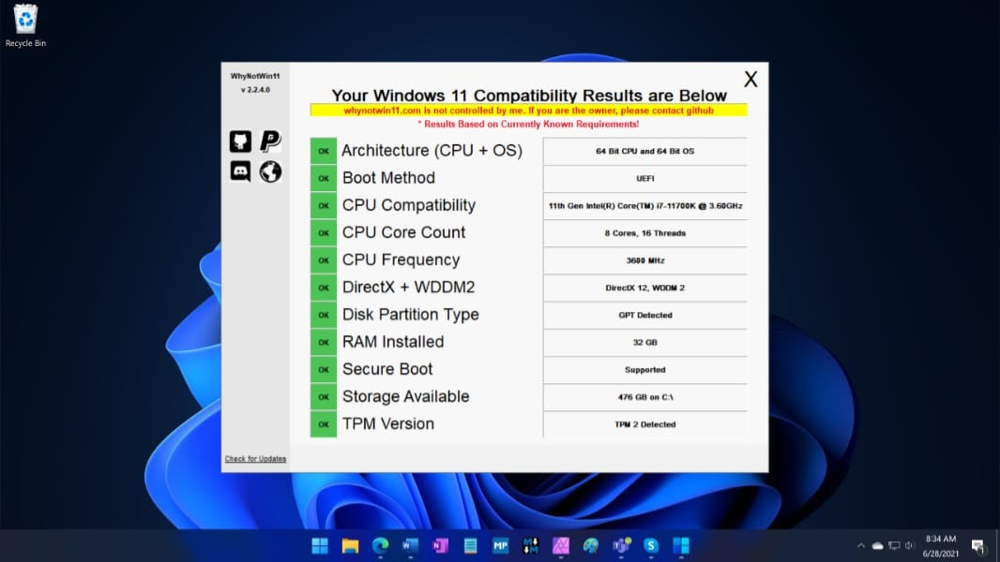 Recycle Bin
WhyNotWin11
v 2.2.4.0
X
Your Windows 11 Compatibility Results are Below
whynotwin11.com is not controlled by me. If you are the owner, please contact github
* Results Based on Currently Known Requirements!
OK Architecture (CPU + OS) 64 Bit CPU and 64 Bit OS
OK Boot Method UEFI
OK CPU Compatibility 11th Gen Intel(R) Core(TM) i7-11700K @ 3.60GHz
OK CPU Core Count 8 Cores, 16 Threads
OK CPU Frequency 3600 MHz
OK DirectX + WDDM2 DirectX 12, WDDM 2
OK Disk Partition Type GPT Detected
OK RAM Installed 32 GB
OK Secure Boot Supported
OK Storage Available 476 GB on C:\
OK TPM Version TPM 2 Detected
Check for Updates
MP
8:34 AM
6/28/2021